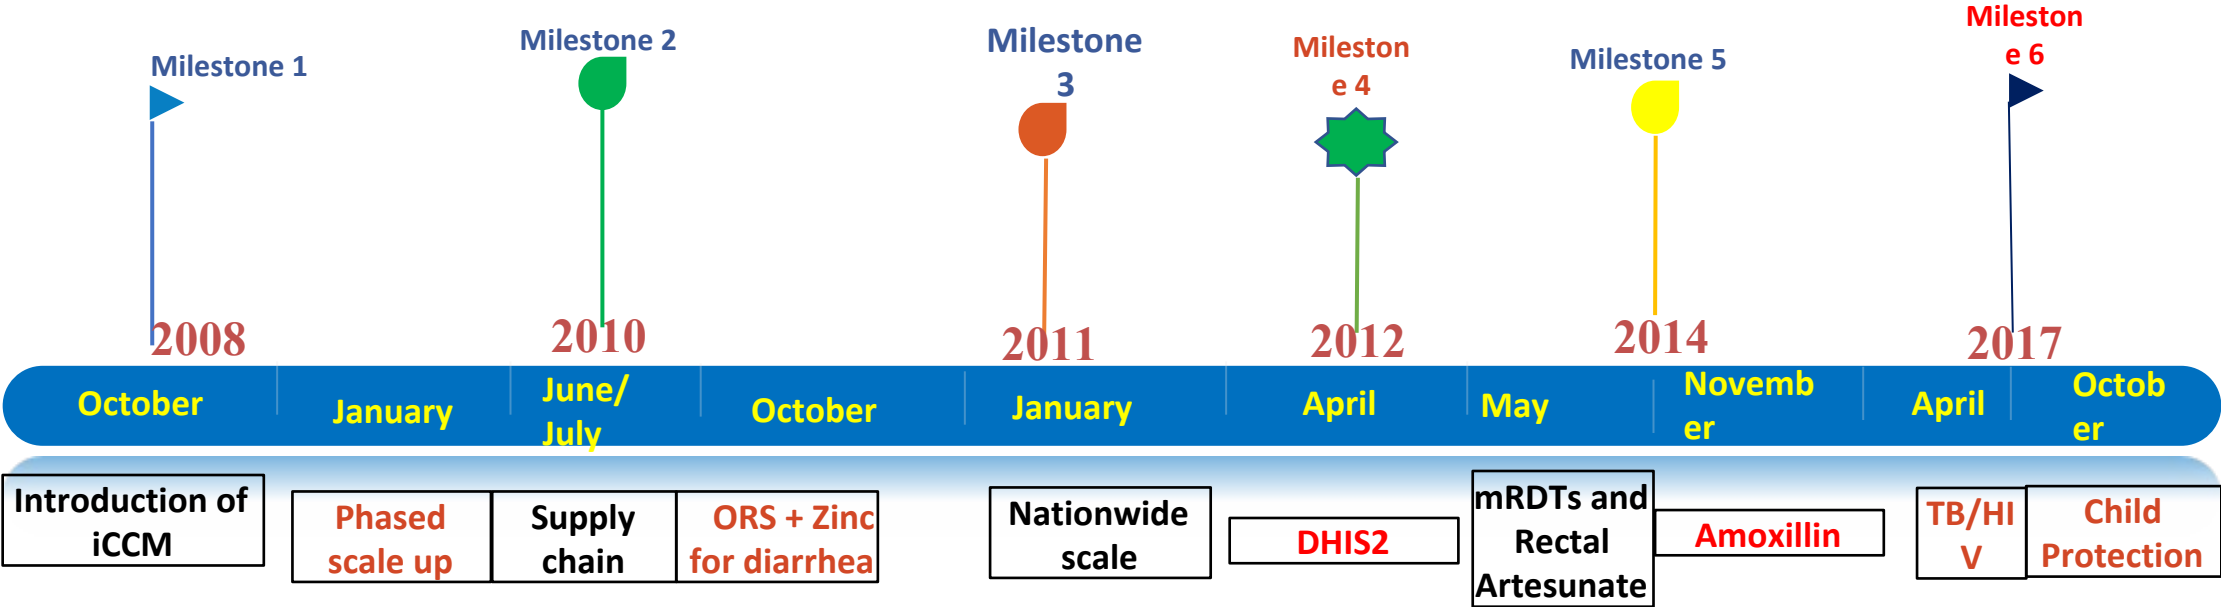 Milestone 1
Milestone 2
Milestone
3
Mileston
e 4
Milestone 5
Mileston
e 6
2008
2010
2011
2012
2014
2017
October
January
June/
July
October
January
April
May
Novemb
er
April
Octob
er
Introduction of
iCCM
Phased
scale up
Supply
chain
ORS + Zinc
for diarrhea
Nationwide
scale
DHIS2
mRDTs and
Rectal
Artesunate
Amoxillin
TB/HI
V
Child
Protection